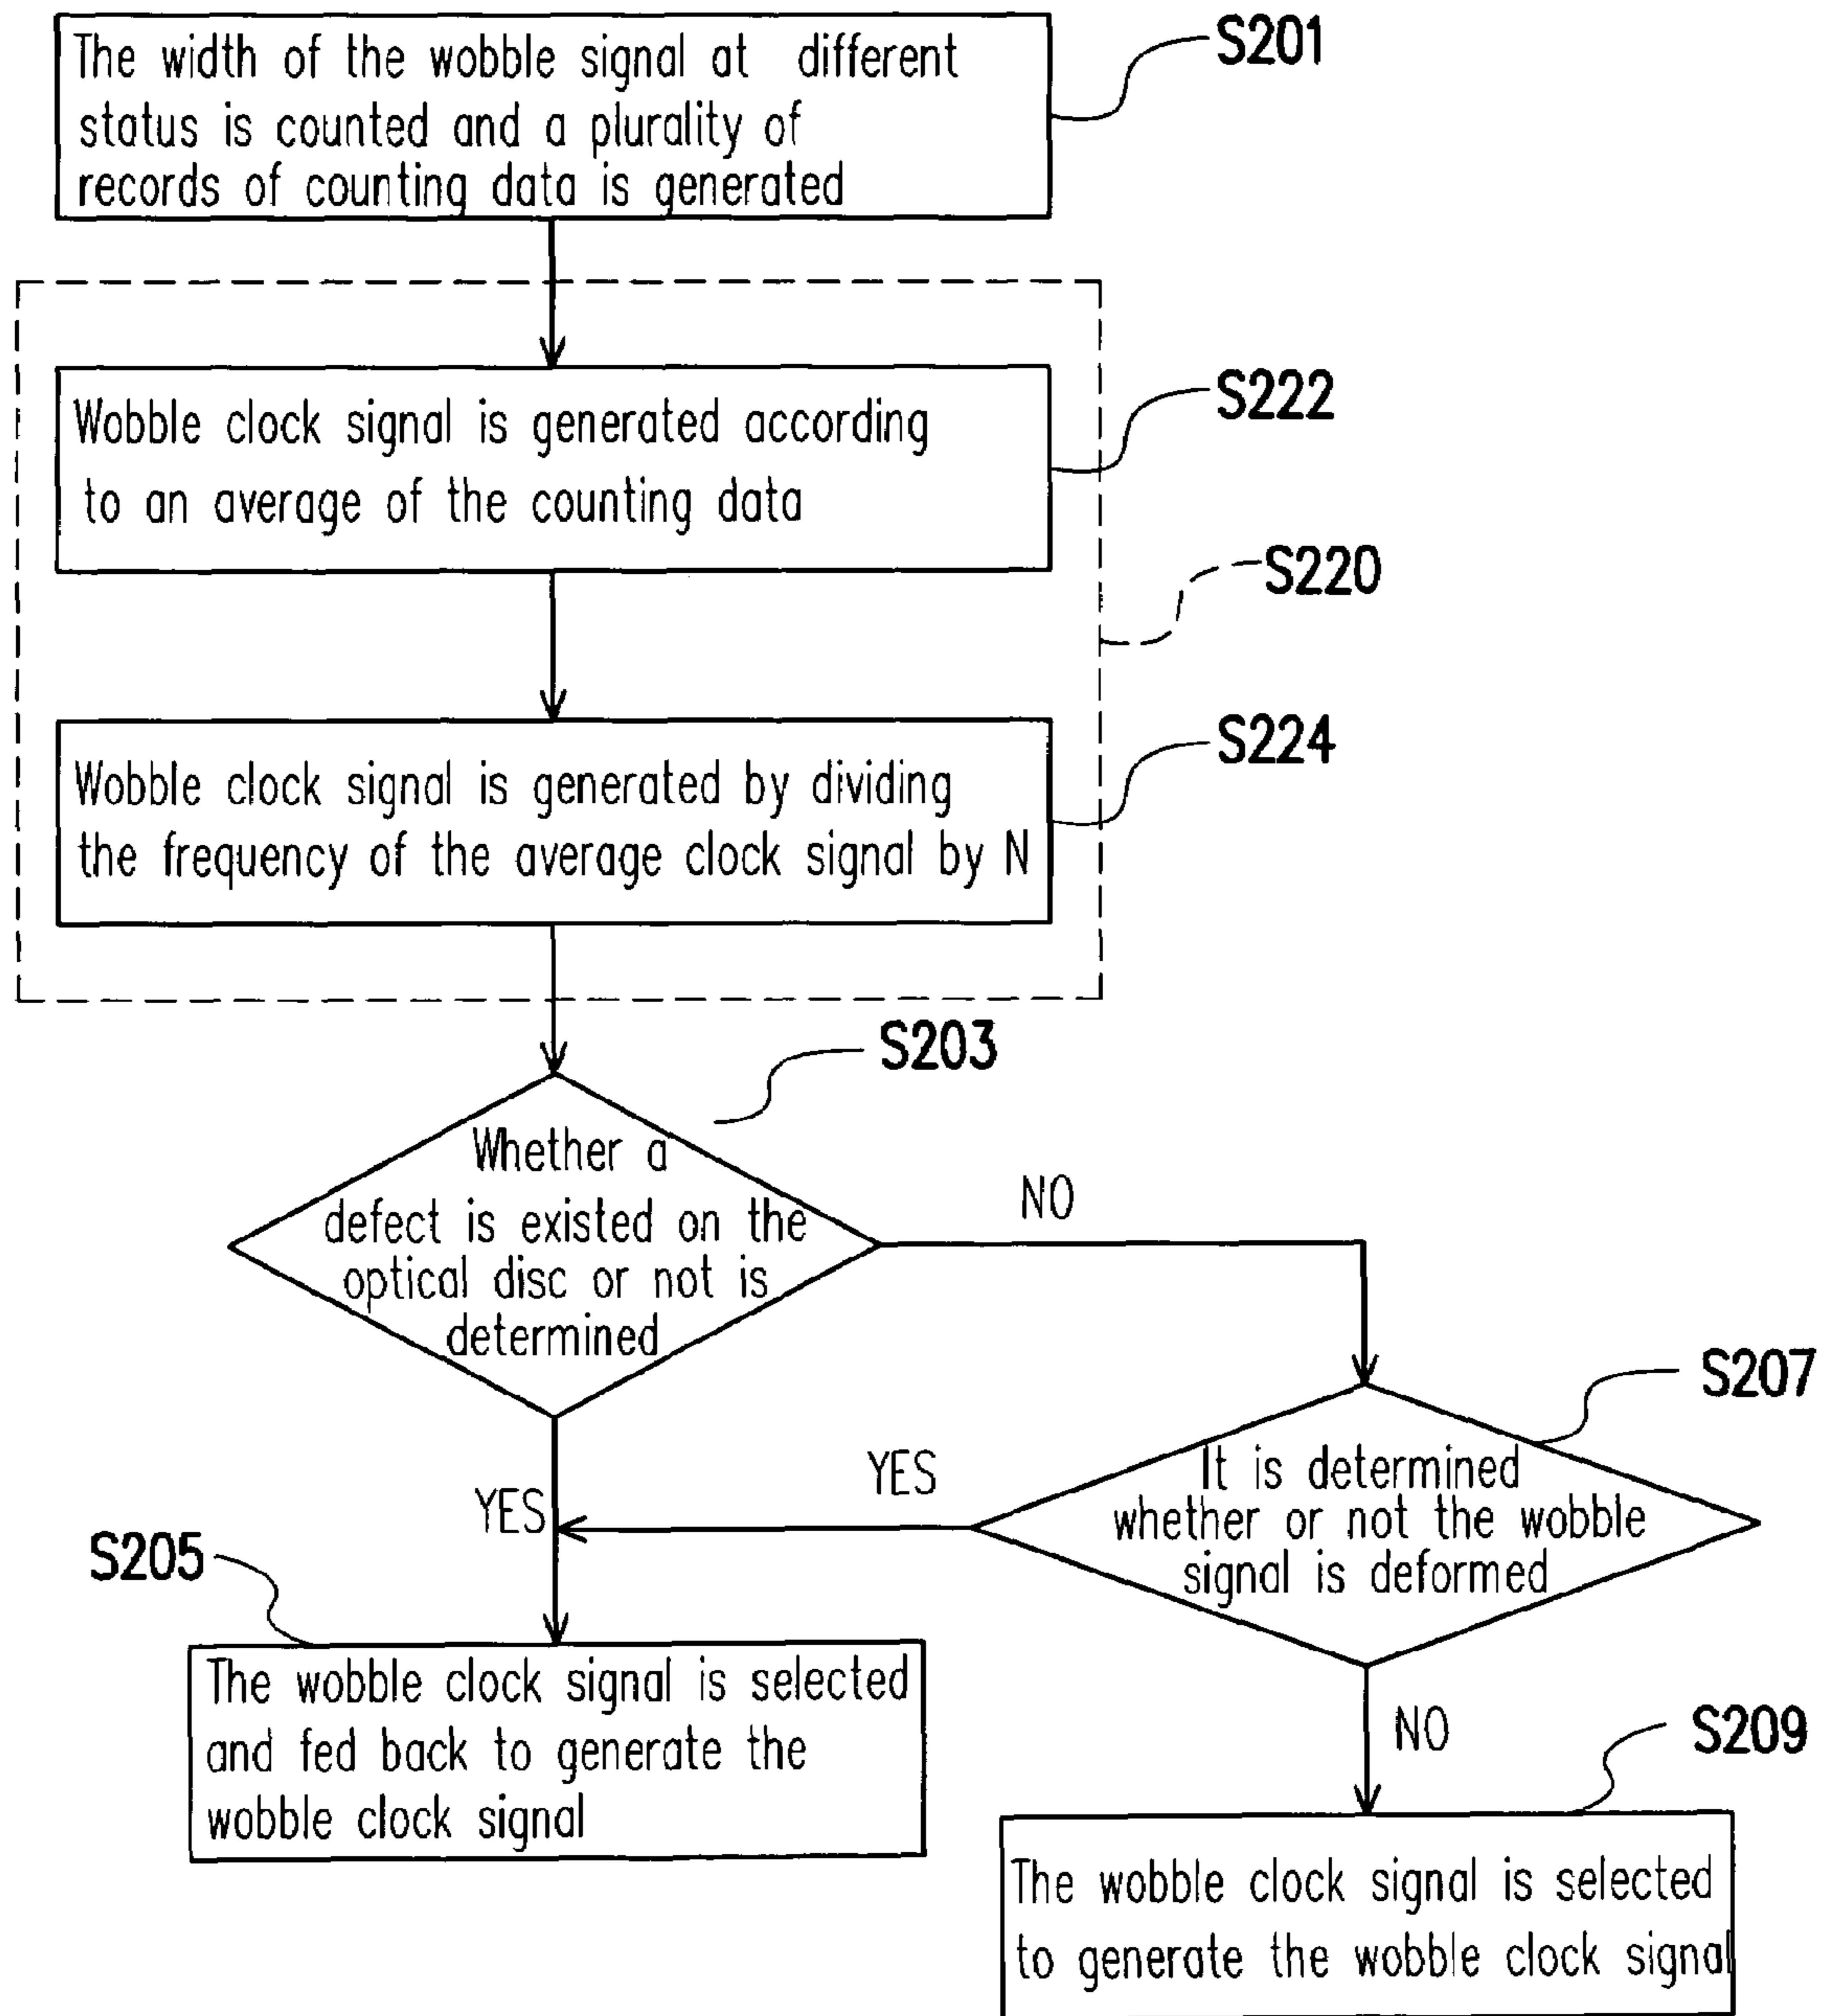 The width of the wobble signal at different
status is counted and a plurality of
records of counting data is generated
S201
Wobble clock signal is generated according
to an average of the counting data
S222
S220
Wobble clock signal is generated by dividing
the frequency of the average clock signal by N
S224
S203
Whether a
defect is existed on the
optical disc or not is
determined
NO
S207
It is determined
whether or not the wobble
signal is deformed
YES
YES
S205
The wobble clock signal is selected
and fed back to generate the
wobble clock signal
NO
S209
The wobble clock signal is selected
to generate the wobble clock signal